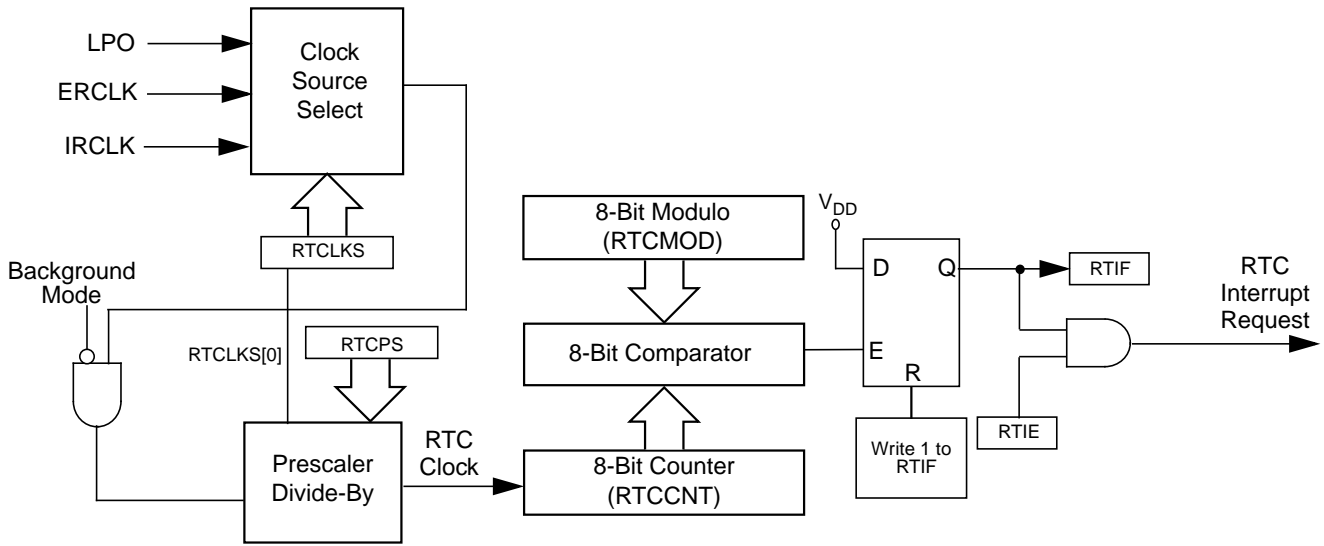 LPO
ERCLK
IRCLK
Clock
Source
Select
RTCLKS
Background
Mode
RTCLKS[0]
RTCPS
Prescaler
Divide-By
RTC
Clock
8-Bit Modulo
(RTCMOD)
8-Bit Comparator
8-Bit Counter
(RTCCNT)
VDD
D
Q
E
R
Write 1 to
RTIF
RTIF
RTIE
RTC
Interrupt
Request